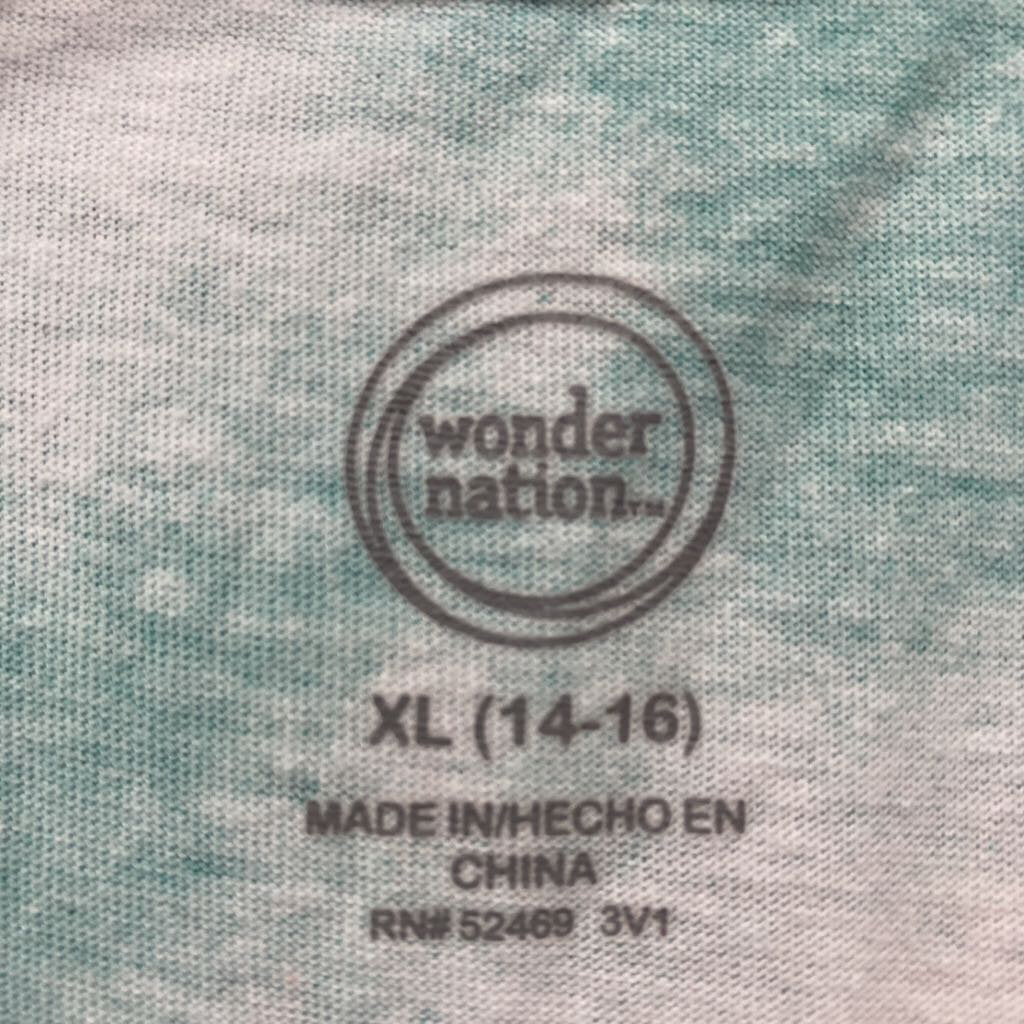 wonder
nation™
XL (14-16)
MADE IN/HECHO EN
CHINA
RN# 52469 3V1